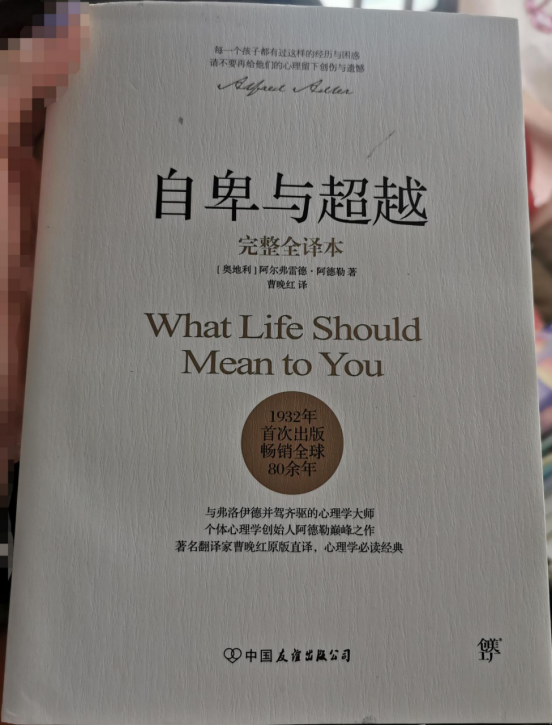 每一个孩子都有过这样的经历与困惑
请不要再给他们的心理留下创伤与遗憾
Alfred Adler
自卑与超越
完整全译本
[奥地利]阿尔弗雷德·阿德勒 著
曹晚红 译
What Life Should
Mean to You
1932年
首次出版
畅销全球
80余年
与弗洛伊德并驾齐驱的心理学大师
个体心理学创始人阿德勒巅峰之作
著名翻译家曹晚红原版直译，心理学必读经典
中国友谊出版公司
创美
工厂